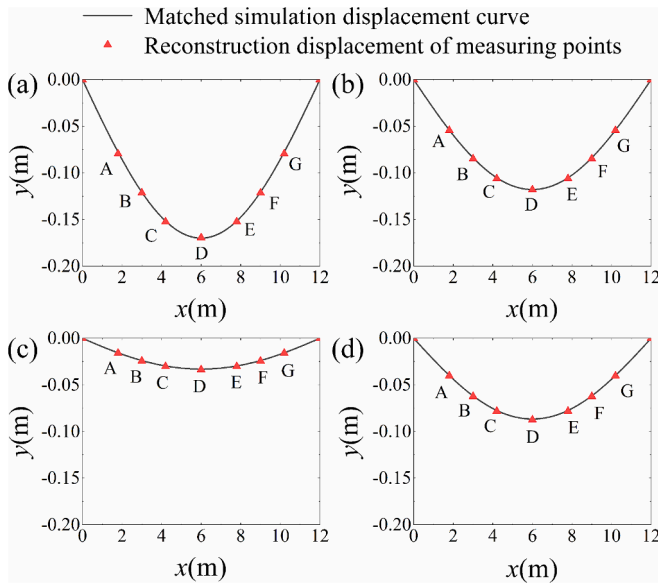 Matched simulation displacement curve
Reconstruction displacement of measuring points
(a)
0.00
-0.05
-0.10
-0.15
-0.20
y(m)
A
B
C
D
E
F
G
0 2 4 6 8 10 12
x(m)
(b)
0.00
-0.05
-0.10
-0.15
-0.20
y(m)
A
B
C
D
E
F
G
0 2 4 6 8 10 12
x(m)
(c)
0.00
-0.05
-0.10
-0.15
-0.20
y(m)
A
B
C
D
E
F
G
0 2 4 6 8 10 12
x(m)
(d)
0.00
-0.05
-0.10
-0.15
-0.20
y(m)
A
B
C
D
E
F
G
0 2 4 6 8 10 12
x(m)